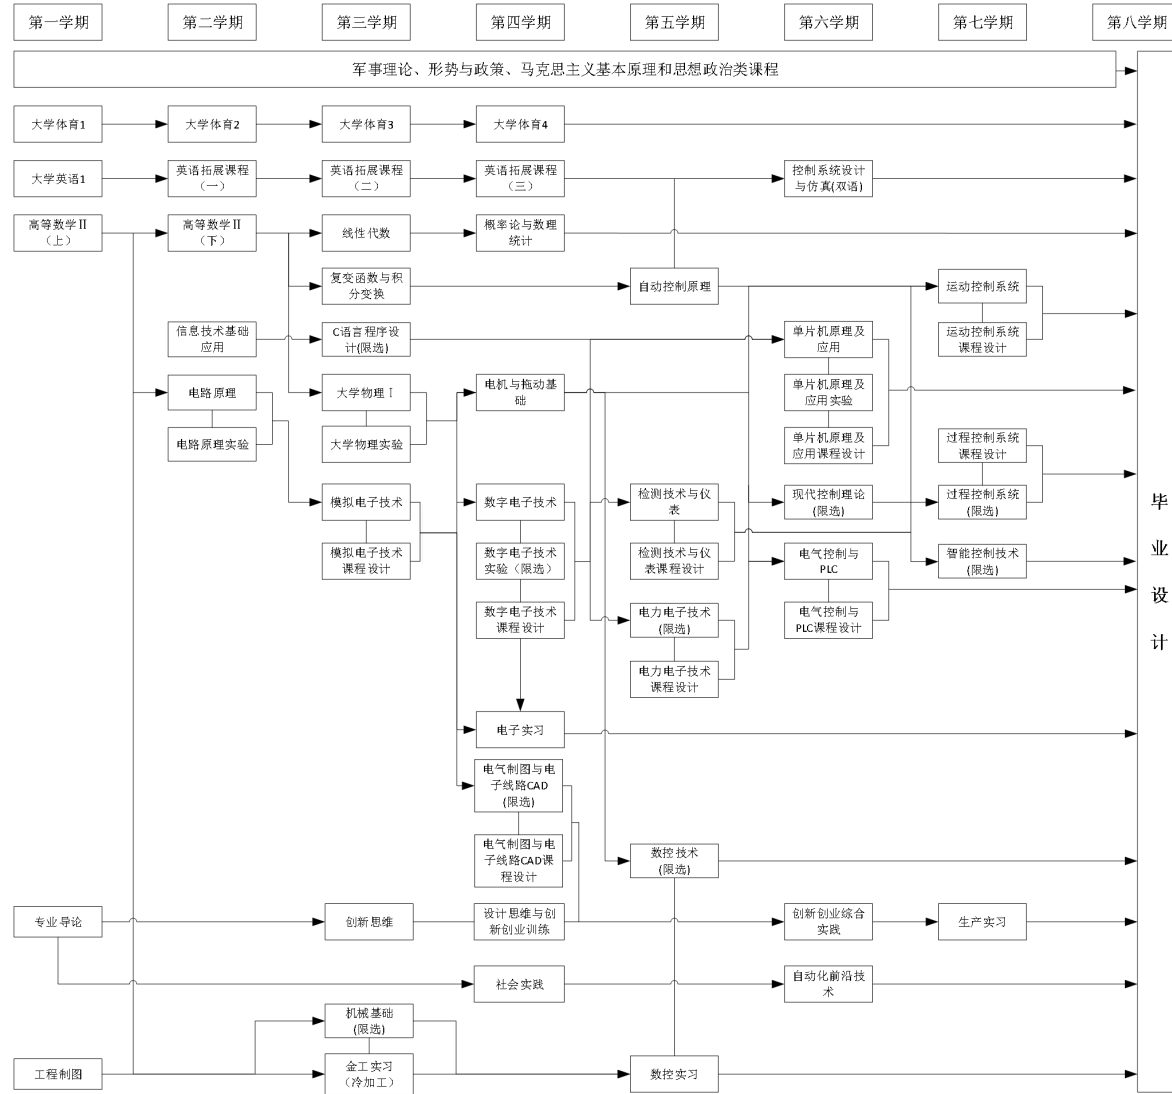 第一学期
第二学期
第三学期
第四学期
第五学期
第六学期
第七学期
第八学期
军事理论、形势与政策、马克思主义基本原理和思想政治类课程
大学体育1
大学体育2
大学体育3
大学体育4
大学英语1
英语拓展课程
（一）
英语拓展课程
（二）
英语拓展课程
（三）
控制系统设计
与仿真(双语)
高等数学Ⅱ
（上）
高等数学Ⅱ
（下）
线性代数
概率论与数理
统计
复变函数与积
分变换
自动控制原理
运动控制系统
运动控制系统
课程设计
信息技术基础
应用
C语言程序设
计(限选)
单片机原理及
应用
单片机原理及
应用实验
单片机原理及
应用课程设计
电路原理
电路原理实验
大学物理Ⅰ
大学物理实验
电机与拖动基
础
过程控制系统
课程设计
过程控制系统
(限选)
模拟电子技术
模拟电子技术
课程设计
数字电子技术
数字电子技术
实验（限选）
数字电子技术
课程设计
检测技术与仪
表
检测技术与仪
表课程设计
现代控制理论
(限选)
电气控制与
PLC
电气控制与
PLC课程设计
智能控制技术
(限选)
电力电子技术
(限选)
电力电子技术
课程设计
电子实习
电气制图与电
子线路CAD
(限选)
电气制图与电
子线路CAD课
程设计
数控技术
(限选)
专业导论
创新思维
设计思维与创
新创业训练
创新创业综合
实践
生产实习
社会实践
自动化前沿技
术
机械基础
(限选)
工程制图
金工实习
（冷加工）
数控实习
毕
业
设
计